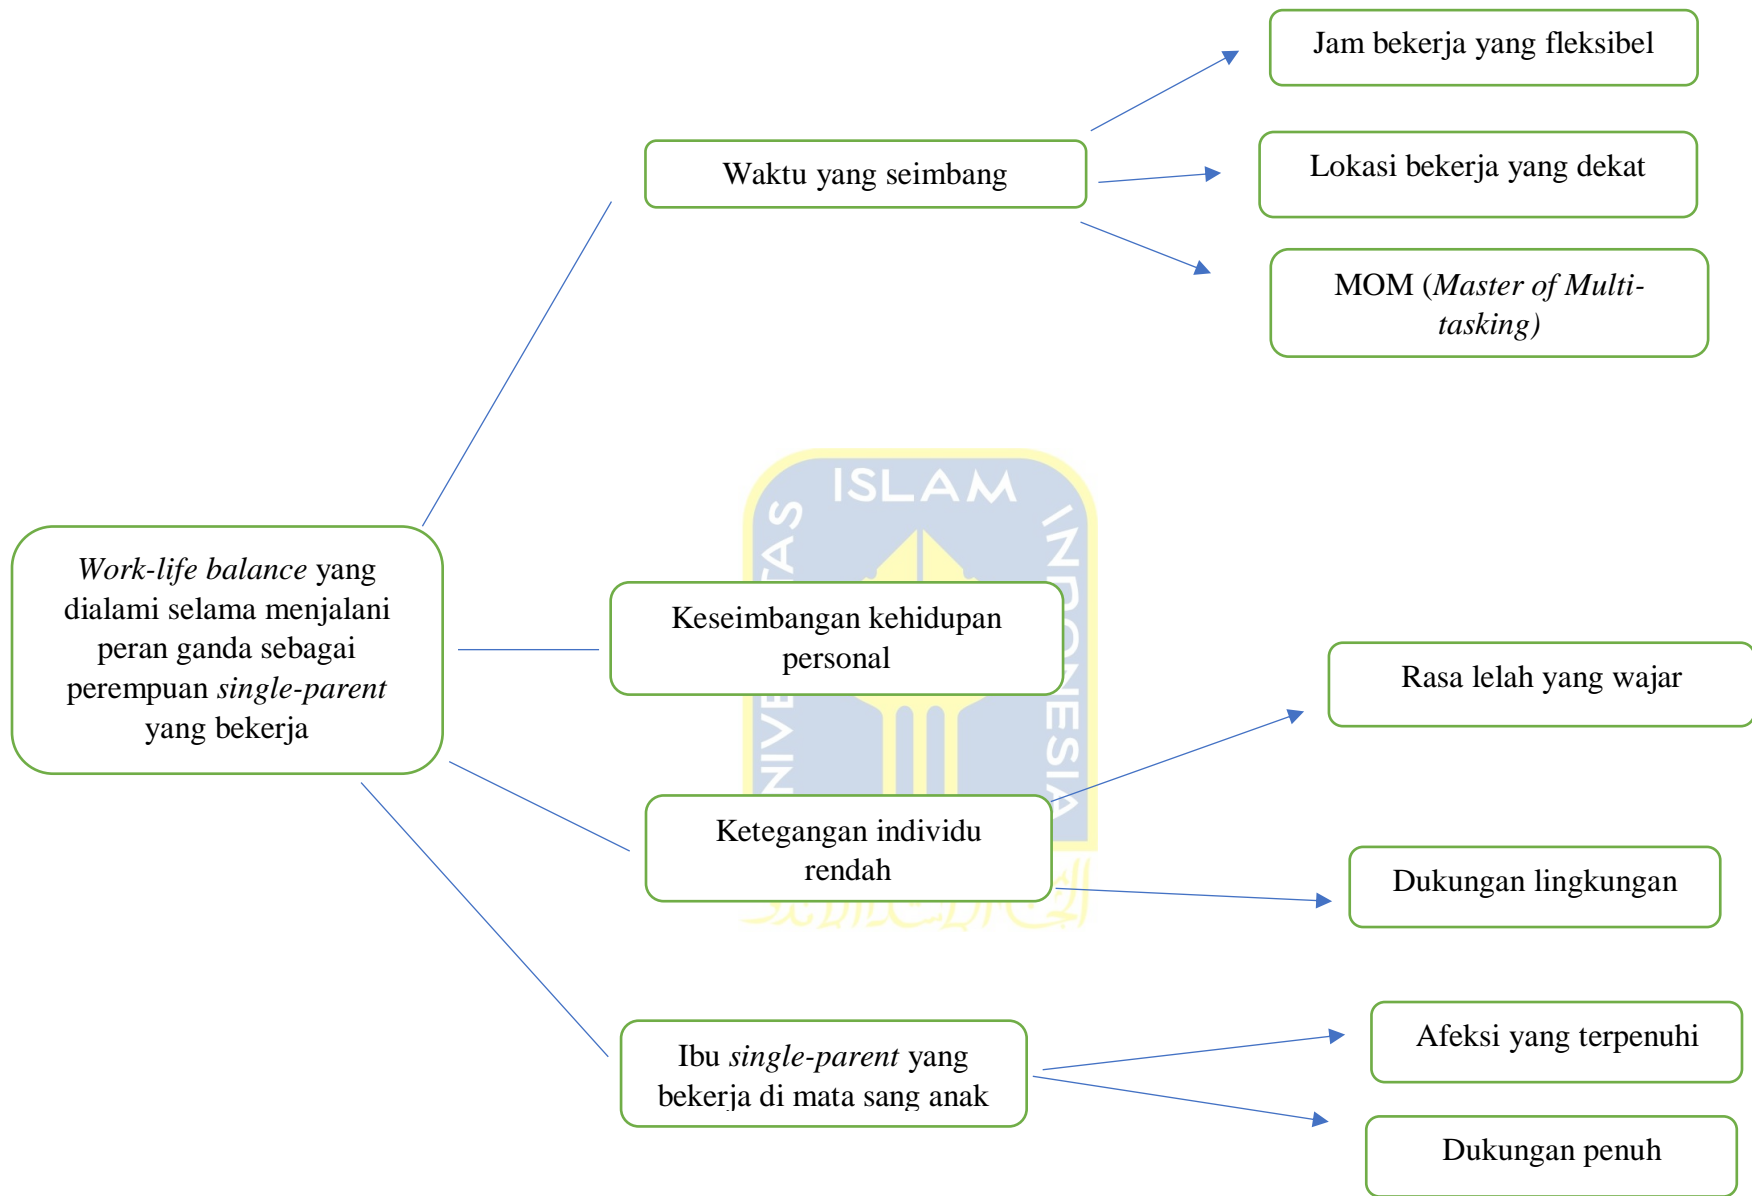 Jam bekerja yang fleksibel
Waktu yang seimbang
Lokasi bekerja yang dekat
MOM (Master of Multi-
tasking)
ISLAM
INDONESIA
Work-life balance yang
dialami selama menjalani
peran ganda sebagai
perempuan single-parent
yang bekerja
Keseimbangan kehidupan
personal
Rasa lelah yang wajar
Ketegangan individu
rendah
Dukungan lingkungan
Ibu single-parent yang
bekerja di mata sang anak
Afeksi yang terpenuhi
Dukungan penuh